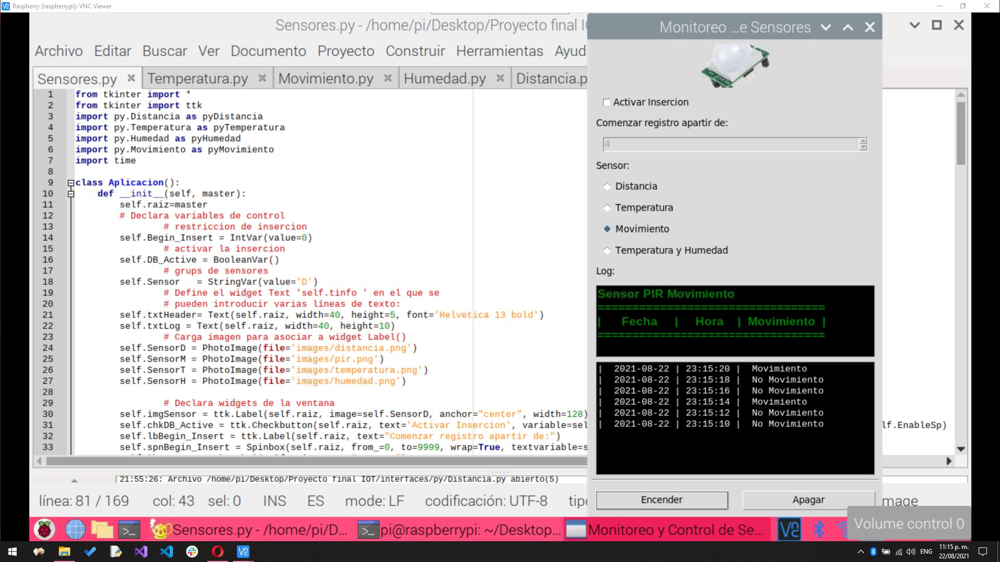 Raspberry (raspberrypi): VNC Viewer
Sensores.py - /home/pi/Desktop/Proyecto final I
Archivo Editar Buscar Ver Documento Proyecto Construir Herramientas Ayud
Sensores.py Temperatura.py Movimiento.py Humedad.py Distancia.p
1 from tkinter import *
2 from tkinter import ttk
3 import py.Distancia as pyDistancia
4 import py.Temperatura as pyTemperatura
5 import py.Humedad as pyHumedad
6 import py.Movimiento as pyMovimiento
7 import time
8
9 class Aplicacion():
10 def __init__(self, master):
11 self.raiz=master
12 # Declara variables de control
13 # restriccion de insercion
14 self.Begin_Insert = IntVar(value=0)
15 # activar la insercion
16 self.DB_Active = BooleanVar()
17 # grups de sensores
18 self.Sensor   = StringVar(value='D')
19 # Define el widget Text 'self.tinfo ' en el que se
20 # pueden introducir varias líneas de texto:
21 self.txtHeader= Text(self.raiz, width=40, height=5, font='Helvetica 13 bold')
22 self.txtLog = Text(self.raiz, width=40, height=10)
23 # Carga imagen para asociar a widget Label()
24 self.SensorD = PhotoImage(file='images/distancia.png')
25 self.SensorM = PhotoImage(file='images/pir.png')
26 self.SensorT = PhotoImage(file='images/temperatura.png')
27 self.SensorH = PhotoImage(file='images/humedad.png')
28
29 # Declara widgets de la ventana
30 self.imgSensor = ttk.Label(self.raiz, image=self.SensorD, anchor="center", width=128)
31 self.chkDB_Active = ttk.Checkbutton(self.raiz, text='Activar Insercion', variable=sel lf.EnableSp)
32 self.lbBegin_Insert = ttk.Label(self.raiz, text="Comenzar registro apartir de:")
33 self.spnBegin_Insert = Spinbox(self.raiz, from_=0, to=9999, wrap=True, textvariable=s
21:55:26: Archivo /home/pi/Desktop/Proyecto final IOT/interfaces/py/Distancia.py abierto(5)
línea: 81 / 169 col: 43 sel: 0 INS ES mode: LF codificación: UTF-8 tipo mage
Monitoreo ...e Sensores
Activar Insercion
Comenzar registro apartir de:
4
Sensor:
Distancia
Temperatura
Movimiento
Temperatura y Humedad
Log:
Sensor PIR Movimiento
=================================
| Fecha | Hora | Movimiento |
=================================
| 2021-08-22 | 23:15:20 | Movimiento
| 2021-08-22 | 23:15:18 | No Movimiento
| 2021-08-22 | 23:15:16 | No Movimiento
| 2021-08-22 | 23:15:14 | Movimiento
| 2021-08-22 | 23:15:12 | No Movimiento
| 2021-08-22 | 23:15:10 | No Movimiento
Encender Apagar
Volume control 0
Sensores.py - /home/pi/D... pi@raspberrypi: ~/Desktop... Monitoreo y Control de Se...
ENG
11:15 p. m.
22/08/2021